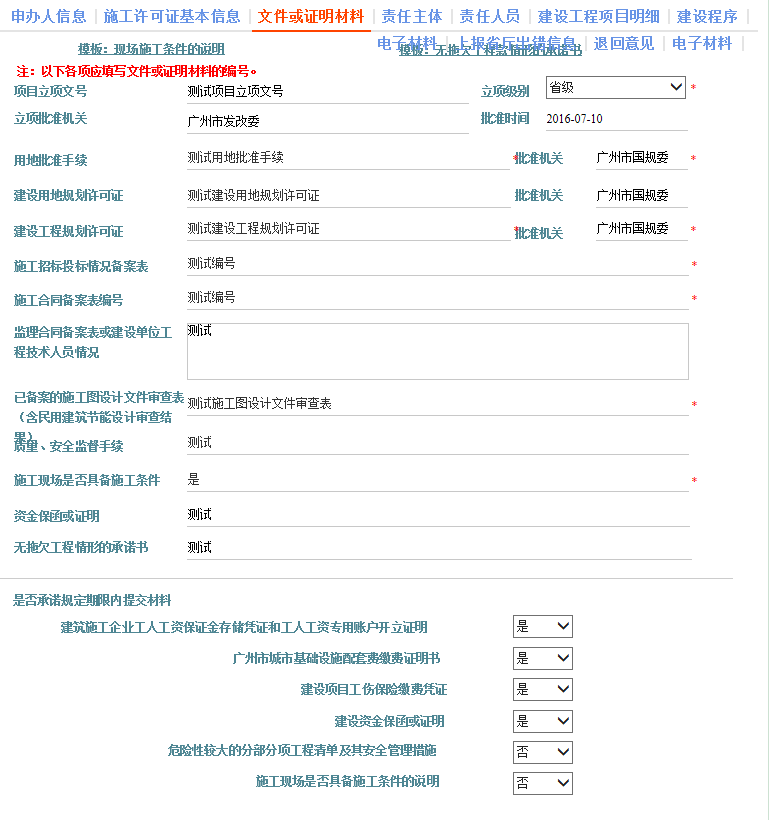 申办人信息 施工许可证基本信息 文件或证明材料 责任主体 责任人员 建设工程项目明细 建设程序
电子材料 上报省厅出错信息 退回意见 电子材料
模板：现场施工条件的说明 模板：无拖欠工程款情形的承诺书
注：以下各项应填写文件或证明材料的编号。
项目立项文号 测试项目立项文号 立项级别 省级 *
立项批准机关 广州市发改委 批准时间 2016-07-10
用地批准手续 测试用地批准手续 * 批准机关 广州市国规委 *
建设用地规划许可证 测试建设用地规划许可证 批准机关 广州市国规委
建设工程规划许可证 测试建设工程规划许可证 * 批准机关 广州市国规委 *
施工招标投标情况备案表 测试编号 *
施工合同备案表编号 测试编号 *
监理合同备案表或建设单位工 测试
程技术人员情况
已备案的施工图设计文件审查表 测试施工图设计文件审查表 *
（含民用建筑节能设计审查结
果）
质量、安全监督手续 测试
施工现场是否具备施工条件 是 *
资金保函或证明 测试
无拖欠工程情形的承诺书 测试
是否承诺规定期限内提交材料
建筑施工企业工人工资保证金存储凭证和工人工资专用账户开立证明 是
广州市城市基础设施配套费缴费证明书 是
建设项目工伤保险缴费凭证 是
建设资金保函或证明 是
危险性较大的分部分项工程清单及其安全管理措施 否
施工现场是否具备施工条件的说明 否